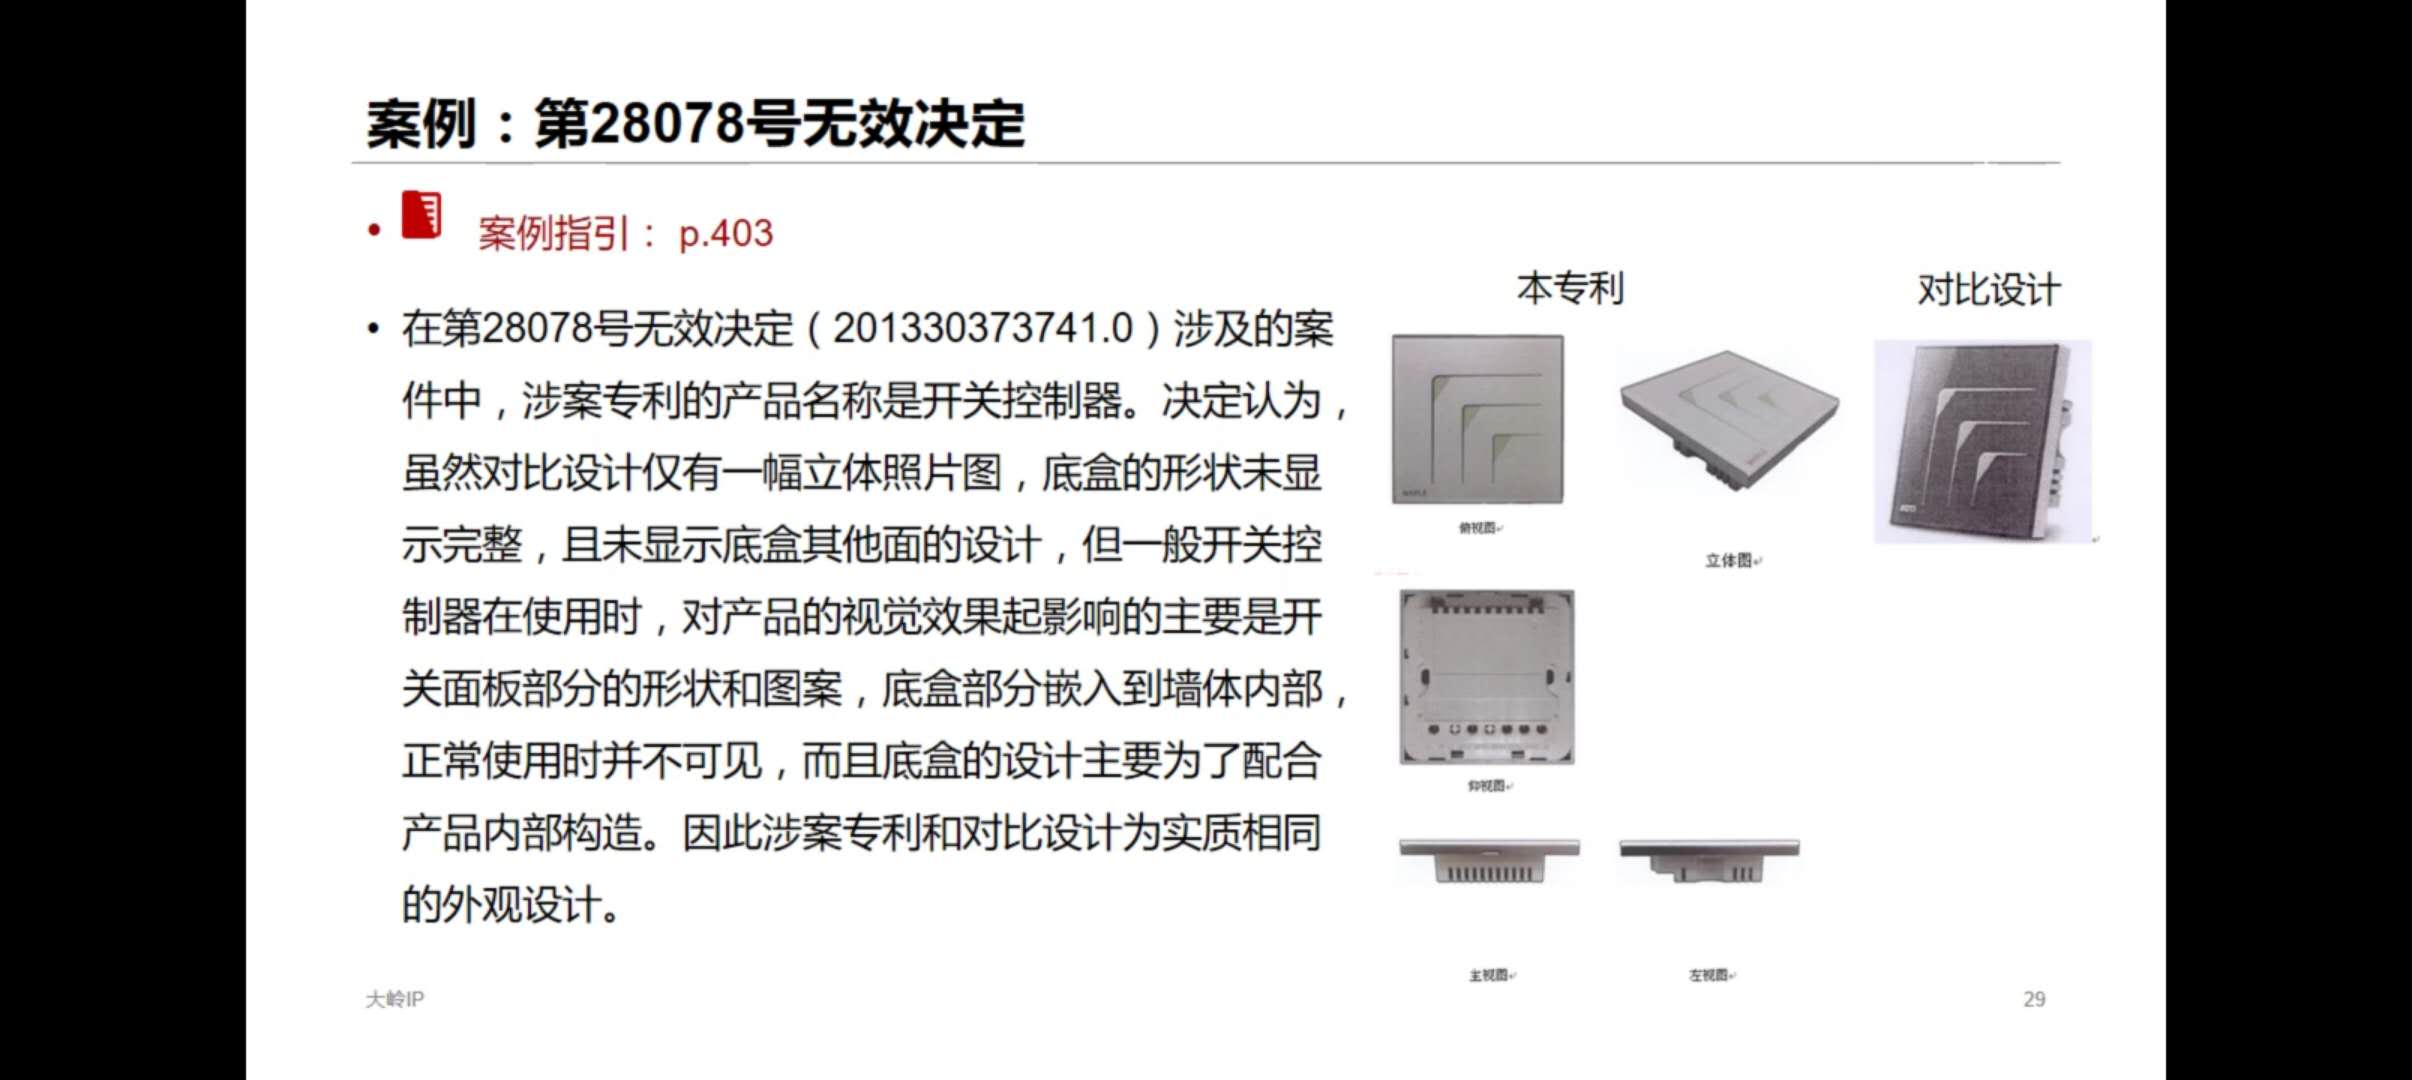 案例：第28078号无效决定
• 案例指引： p.403
本专利
对比设计
• 在第28078号无效决定（201330373741.0）涉及的案
件中，涉案专利的产品名称是开关控制器。决定认为，
虽然对比设计仅有一幅立体照片图，底盒的形状未显
示完整，且未显示底盒其他面的设计，但一般开关控
制器在使用时，对产品的视觉效果起影响的主要是开
关面板部分的形状和图案，底盒部分嵌入到墙体内部，
正常使用时并不可见，而且底盒的设计主要为了配合
产品内部构造。因此涉案专利和对比设计为实质相同
的外观设计。
俯视图
立体图
仰视图
主视图
左视图
大岭IP
29